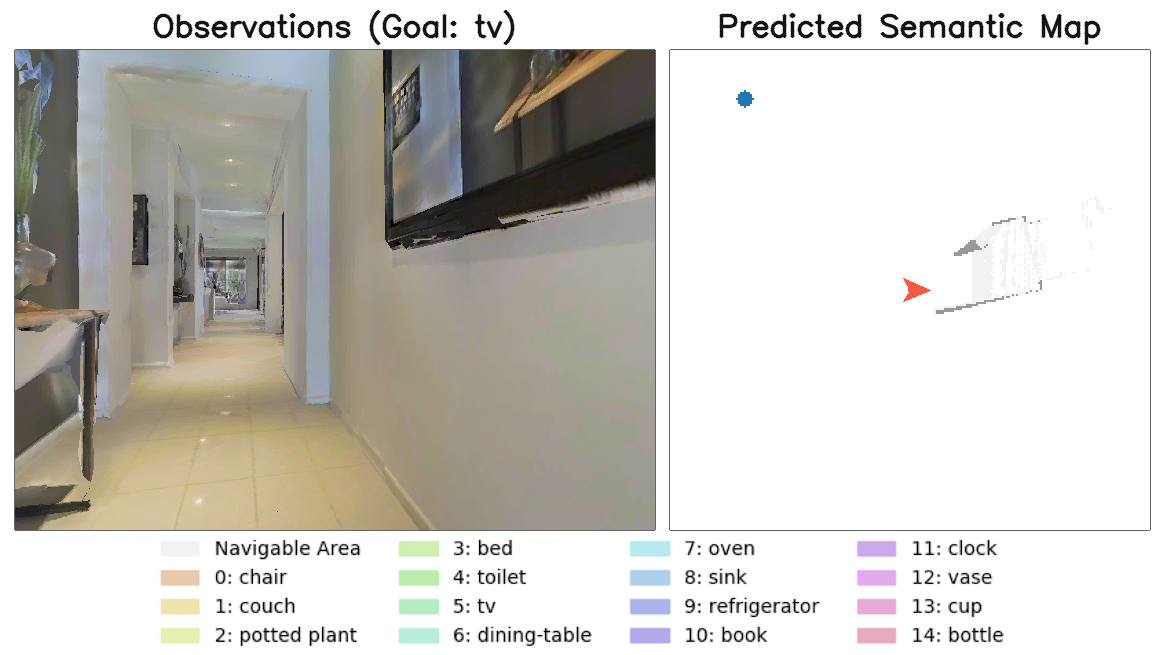 Observations (Goal: tv)
Predicted Semantic Map
Navigable Area
0: chair
1: couch
2: potted plant
3: bed
4: toilet
5: tv
6: dining-table
7: oven
8: sink
9: refrigerator
10: book
11: clock
12: vase
13: cup
14: bottle